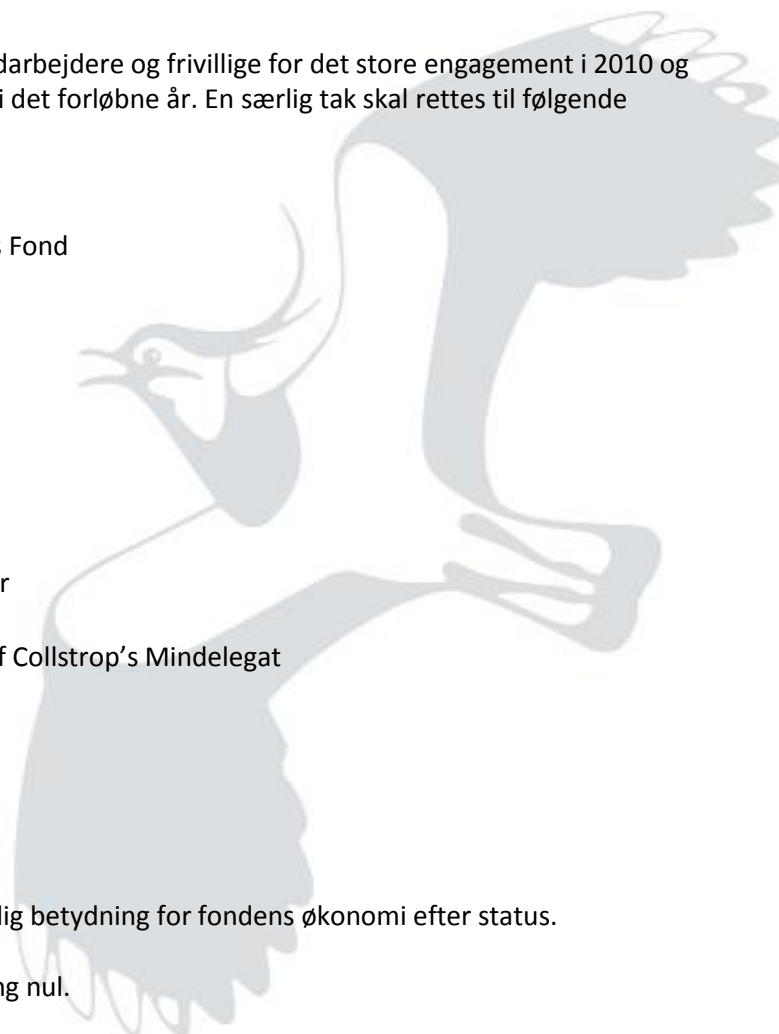 darbejdere og frivillige for det store engagement i 2010 og
i det forløbne år. En særlig tak skal rettes til følgende
s Fond
r
f Collstrop’s Mindelegat
lig betydning for fondens økonomi efter status.
ng nul.